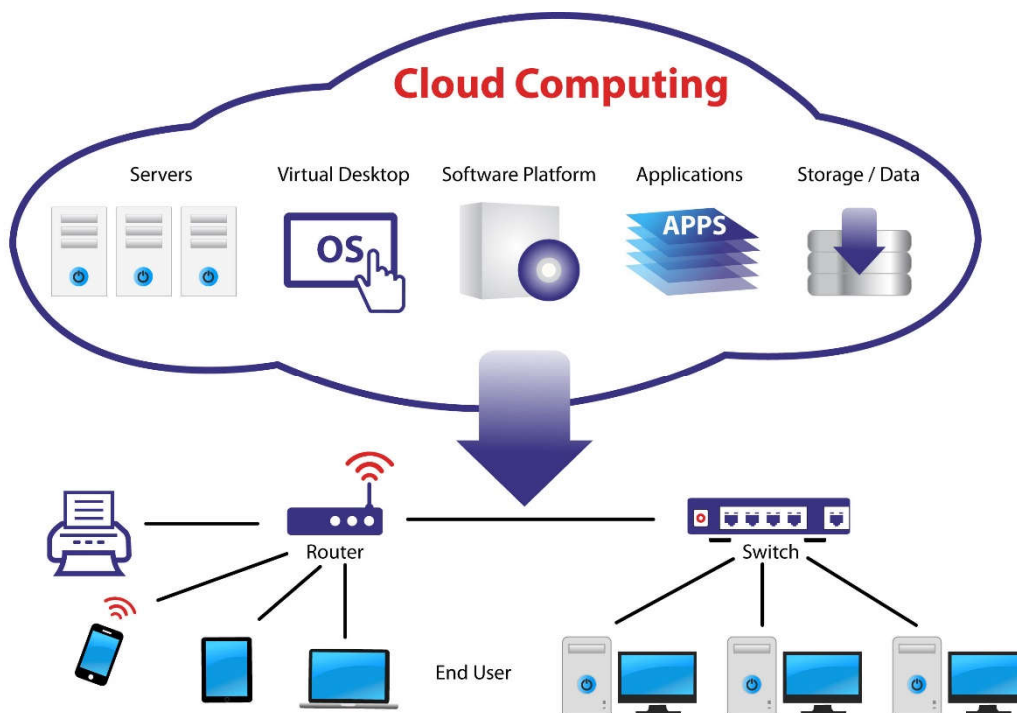 Cloud Computing
Servers
Virtual Desktop
Software Platform
Applications
Storage / Data
OS
APPS
Router
Switch
End User